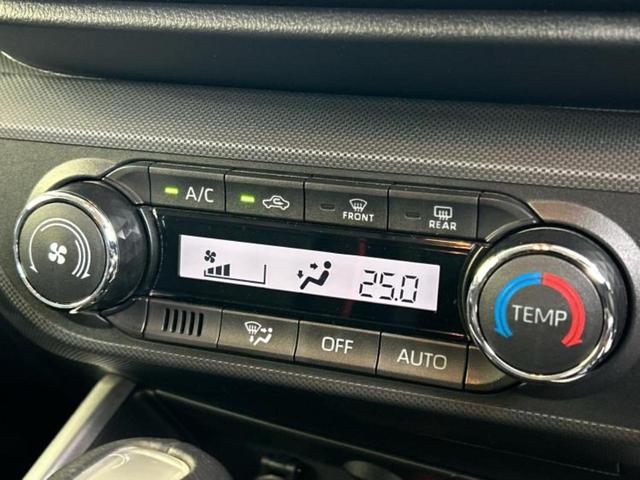 A/C
FRONT
REAR
25.0
TEMP
OFF
AUTO